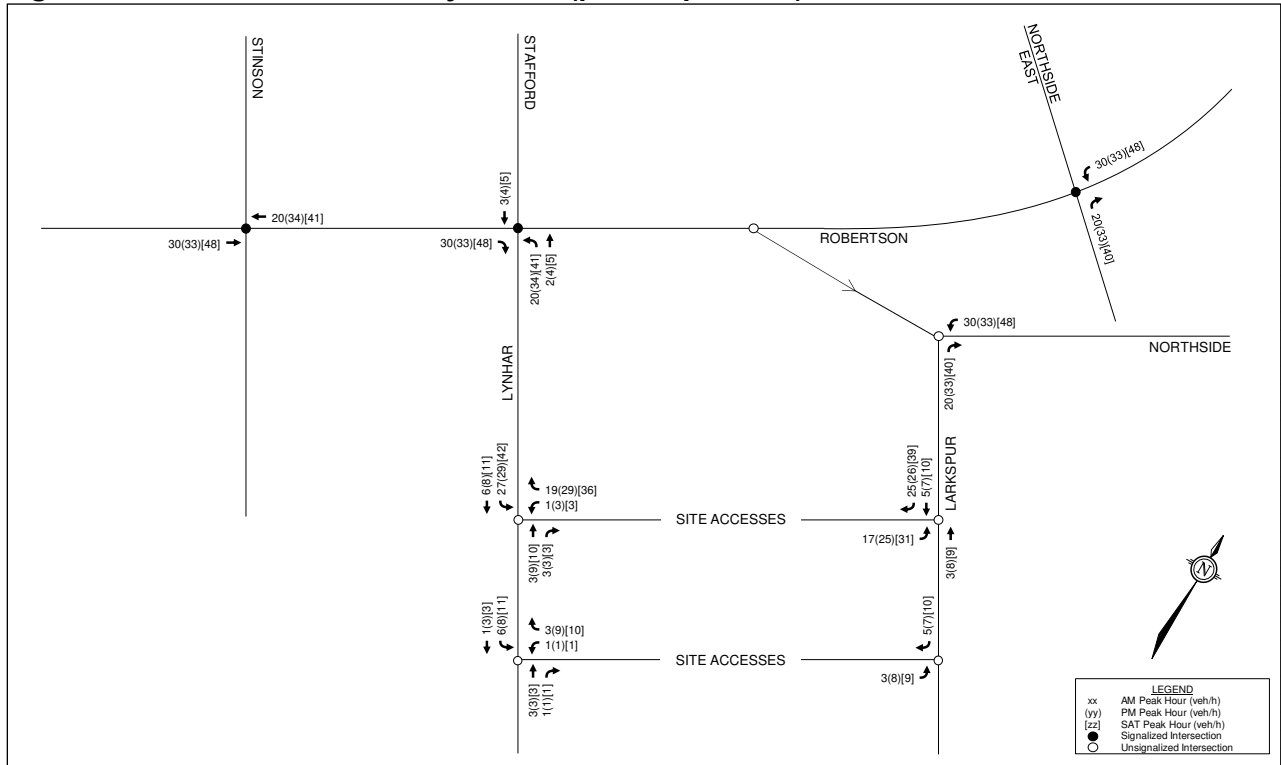 STINSON
STAFFORD
NORTHSIDE
EAST
30(33)[48]
20(33)[40]
3(4)[5]
20(34)[41]
30(33)[48]
30(33)[48]
20(34)[41]
2(4)[5]
ROBERTSON
30(33)[48]
NORTHSIDE
20(33)[40]
LYNHAR
LARKSPUR
6(8)[11]
27(29)[42]
19(29)[36]
1(3)[3]
SITE ACCESSES
25(26)[39]
5(7)[10]
17(25)[31]
3(9)[10]
3(3)[3]
3(8)[9]
N
1(3)[3]
6(8)[11]
3(9)[10]
1(1)[1]
SITE ACCESSES
5(7)[10]
3(8)[9]
3(3)[3]
1(1)[1]
LEGEND
xx AM Peak Hour (veh/h)
(yy) PM Peak Hour (veh/h)
[zz] SAT Peak Hour (veh/h)
Signalized Intersection
Unsignalized Intersection